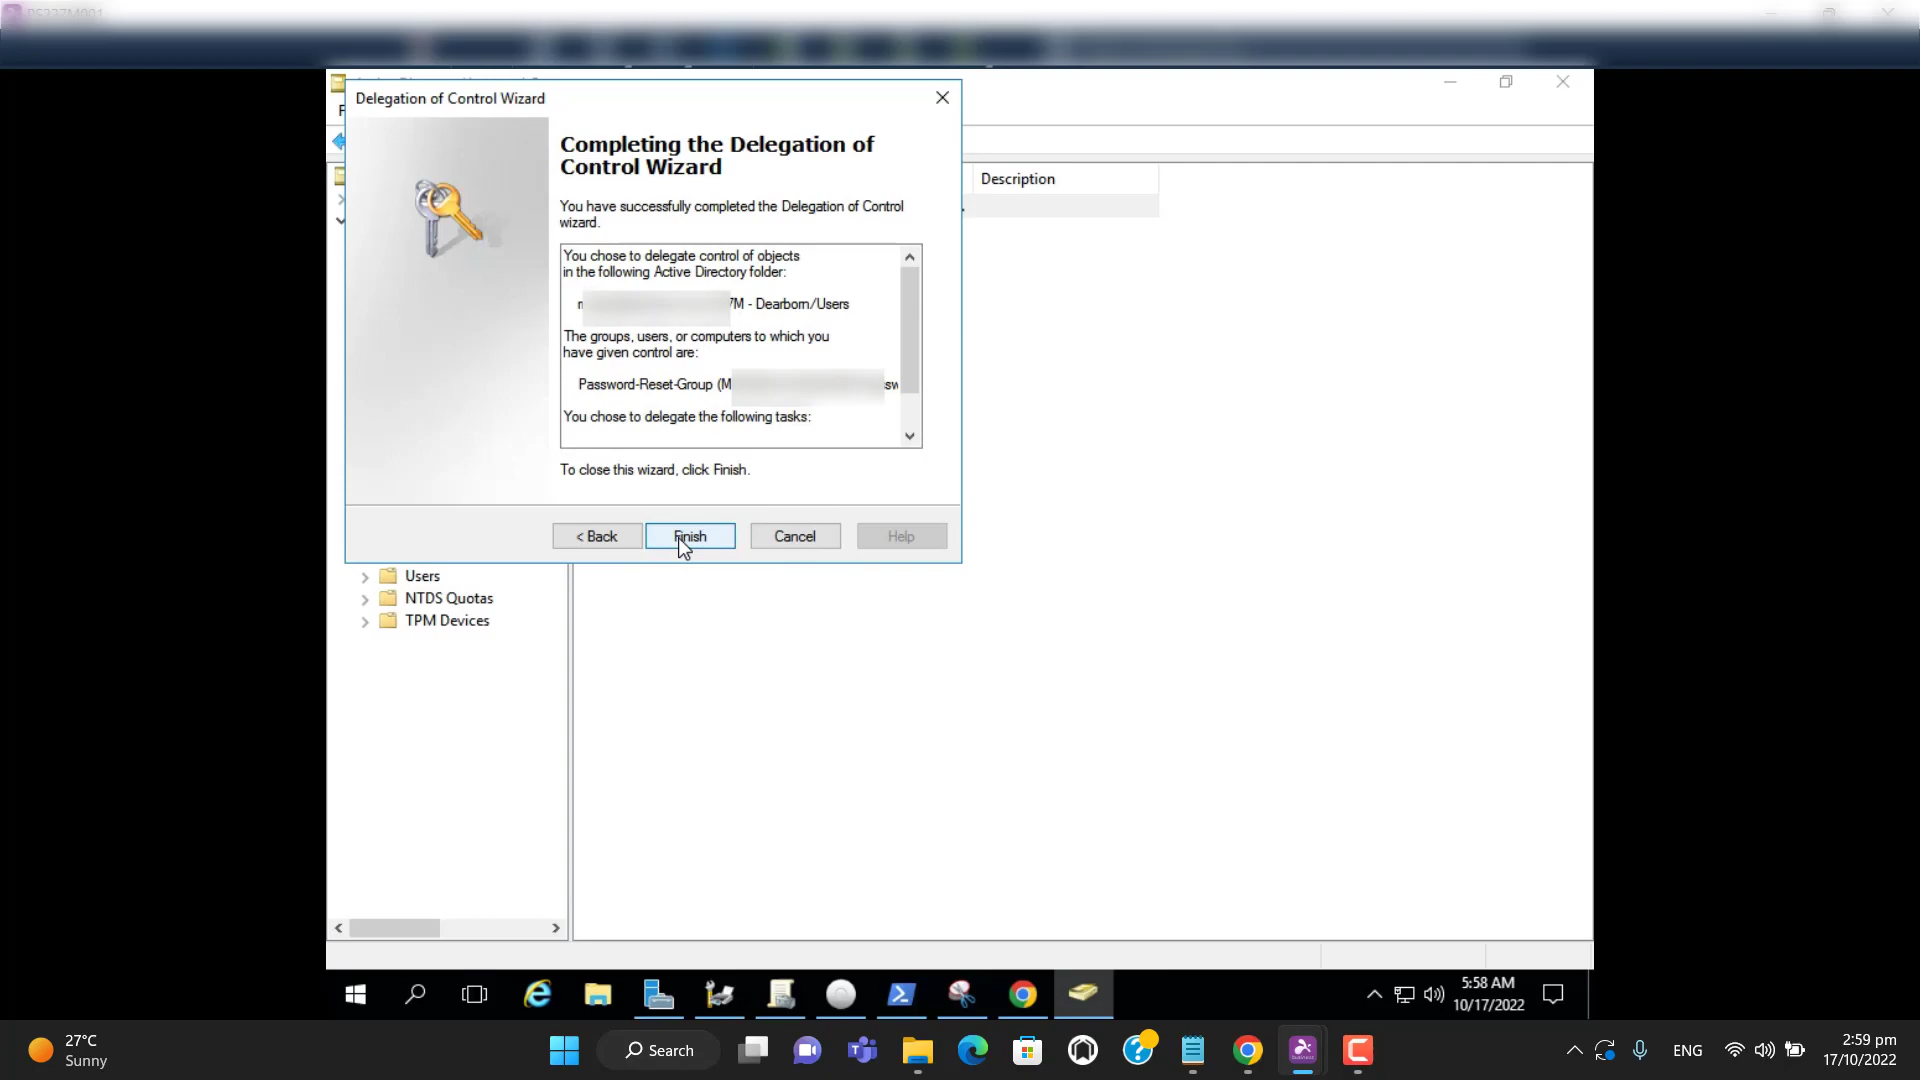 Delegation of Control Wizard
Completing the Delegation of
Control Wizard
You have successfully completed the Delegation of Control
wizard.
You chose to delegate control of objects
in the following Active Directory folder:
7M - Dearborn/Users
The groups, users, or computers to which you
have given control are:
Password-Reset-Group (M
You chose to delegate the following tasks:
To close this wizard, click Finish.
< Back
Finish
Cancel
Help
Description
Users
NTDS Quotas
TPM Devices
5:58 AM
10/17/2022
27°C
Sunny
Search
ENG
2:59 pm
17/10/2022